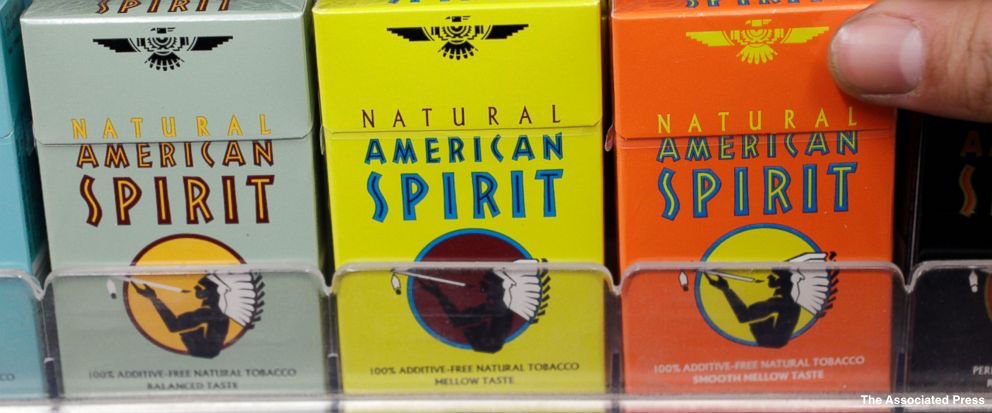 SPIRIT
NATURAL
AMERICAN
SPIRIT
100% ADDITIVE-FREE NATURAL TOBACCO
BALANCED TASTE
NATURAL
AMERICAN
SPIRIT
100% ADDITIVE-FREE NATURAL TOBACCO
MELLOW TASTE
NATURAL
AMERICAN
SPIRIT
100% ADDITIVE-FREE NATURAL TOBACCO
SMOOTH MELLOW TASTE
The Associated Press